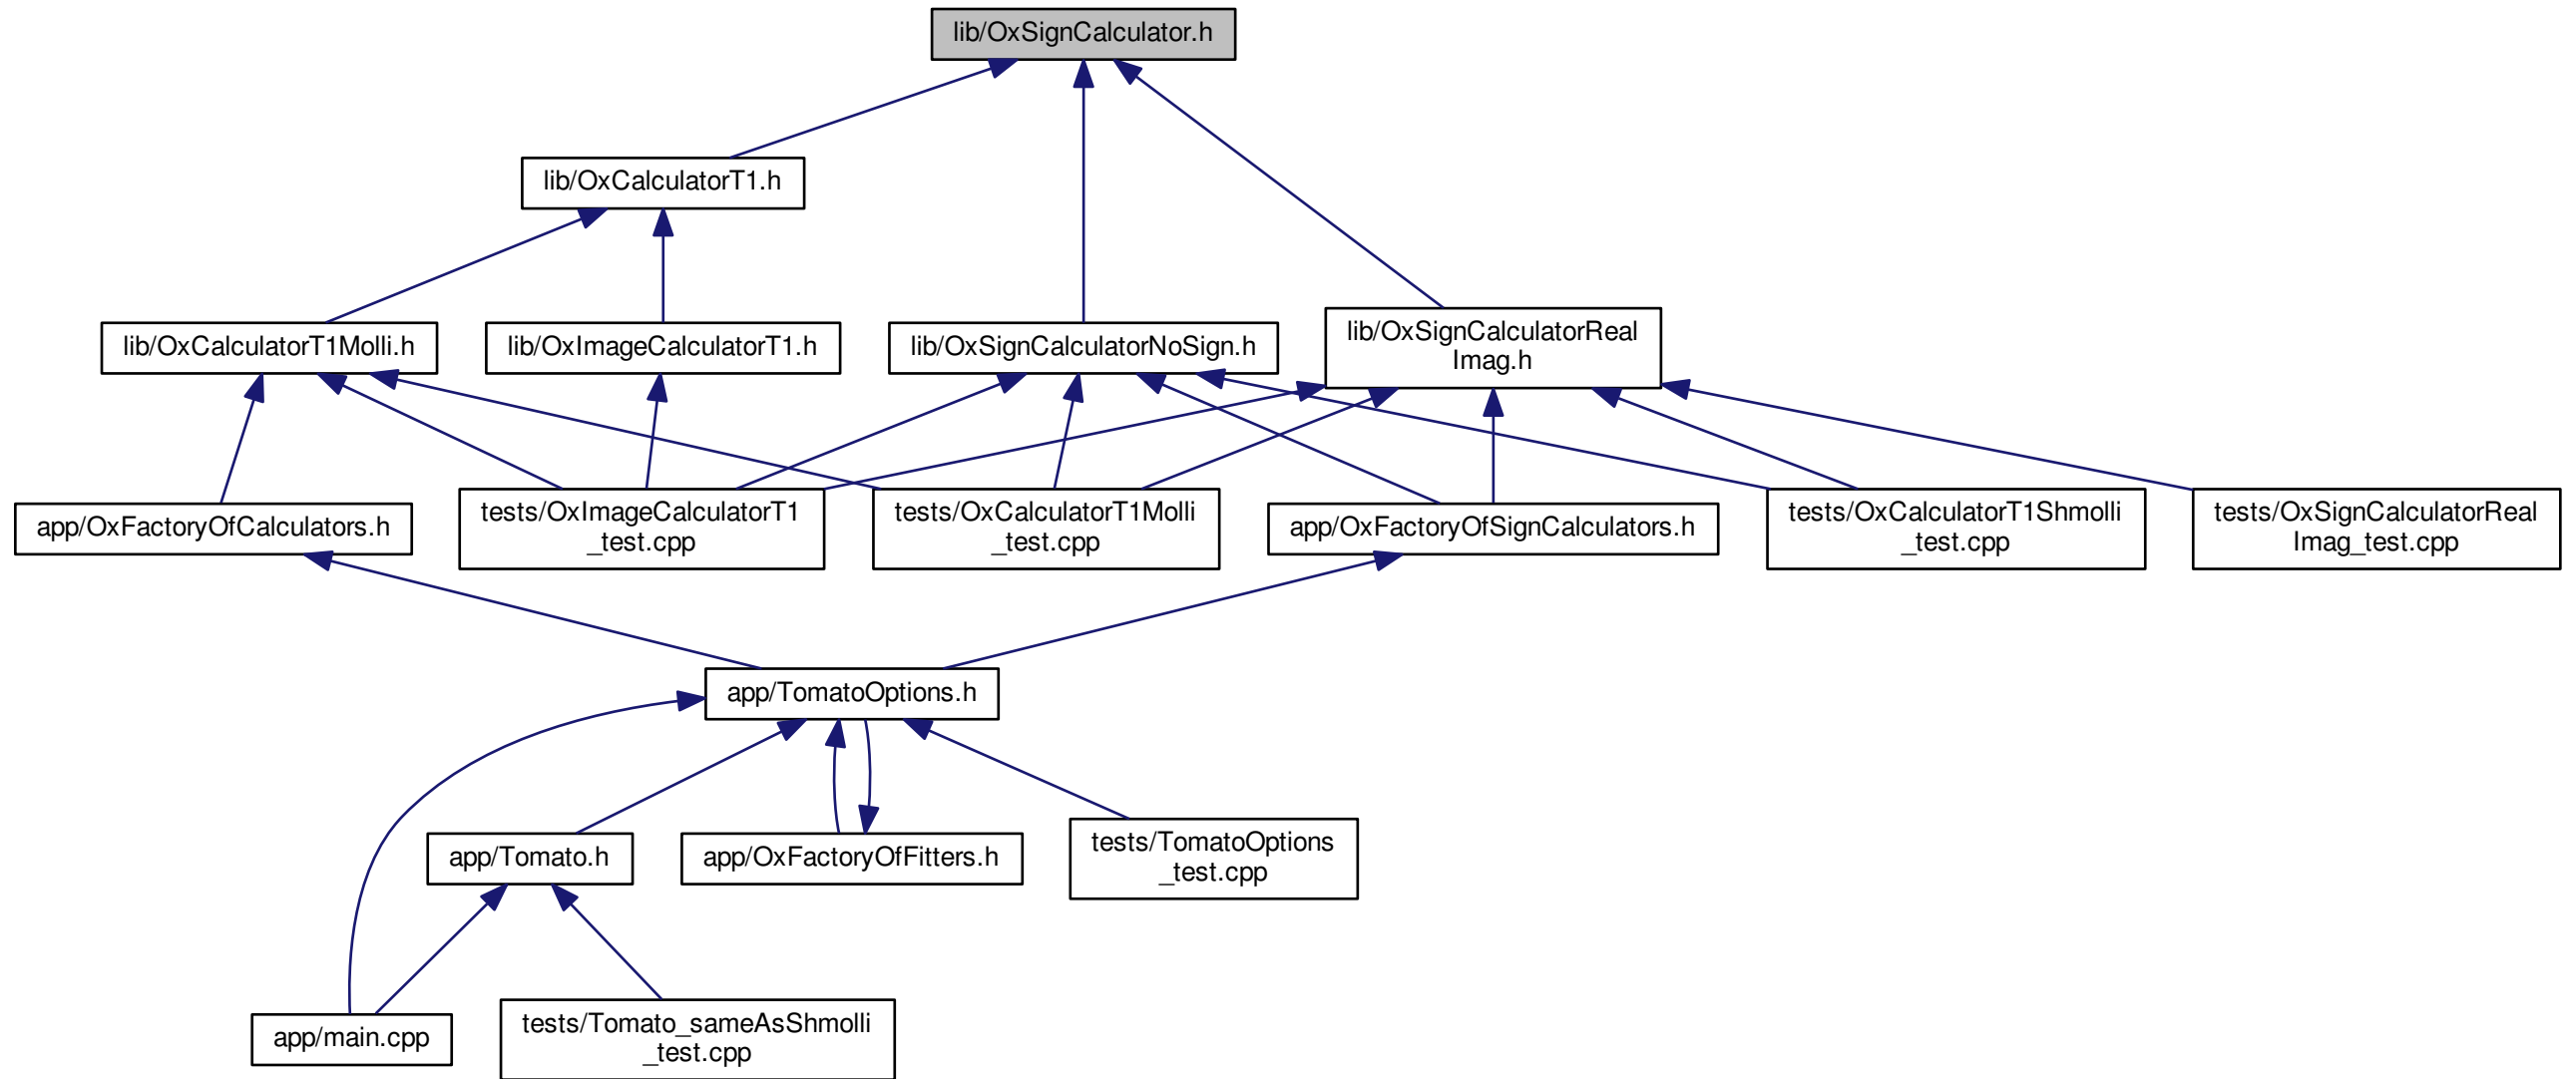 lib/OxSignCalculator.h
lib/OxCalculatorT1.h
lib/OxCalculatorT1Molli.h
lib/OxImageCalculatorT1.h
lib/OxSignCalculatorNoSign.h
lib/OxSignCalculatorReal
Imag.h
app/OxFactoryOfCalculators.h
tests/OxImageCalculatorT1
_test.cpp
tests/OxCalculatorT1Molli
_test.cpp
app/OxFactoryOfSignCalculators.h
tests/OxCalculatorT1Shmolli
_test.cpp
tests/OxSignCalculatorReal
Imag_test.cpp
app/TomatoOptions.h
app/Tomato.h
app/OxFactoryOfFitters.h
tests/TomatoOptions
_test.cpp
app/main.cpp
tests/Tomato_sameAsShmolli
_test.cpp